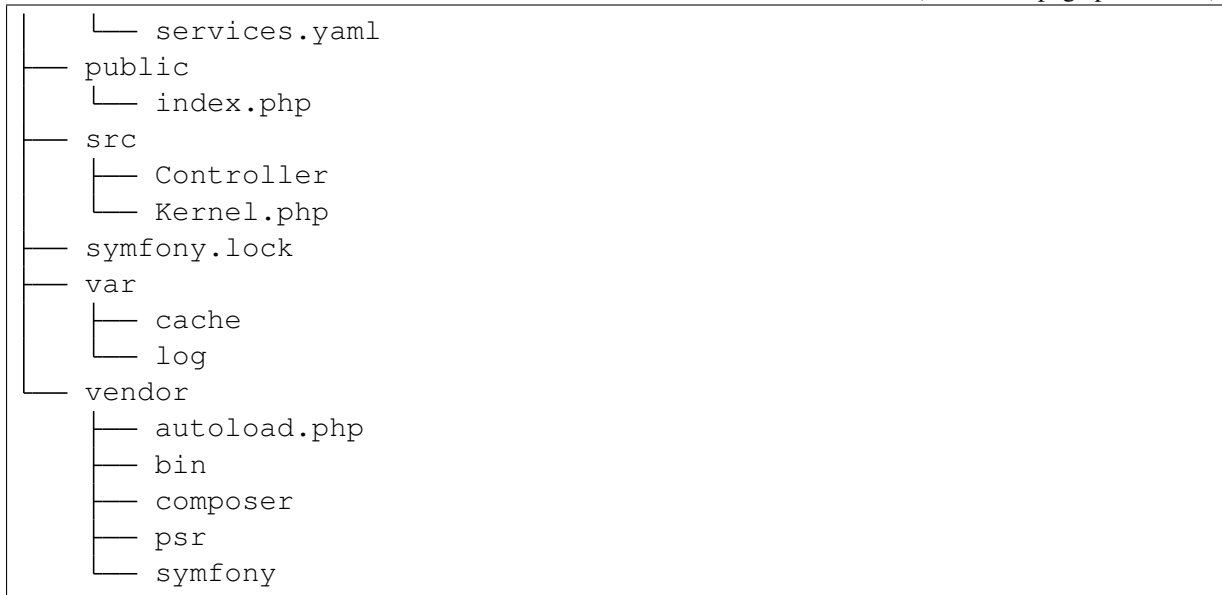 │   └── services.yaml
├── public
│   └── index.php
├── src
│   ├── Controller
│   └── Kernel.php
├── symfony.lock
├── var
│   ├── cache
│   └── log
└── vendor
    ├── autoload.php
    ├── bin
    ├── composer
    ├── psr
    └── symfony